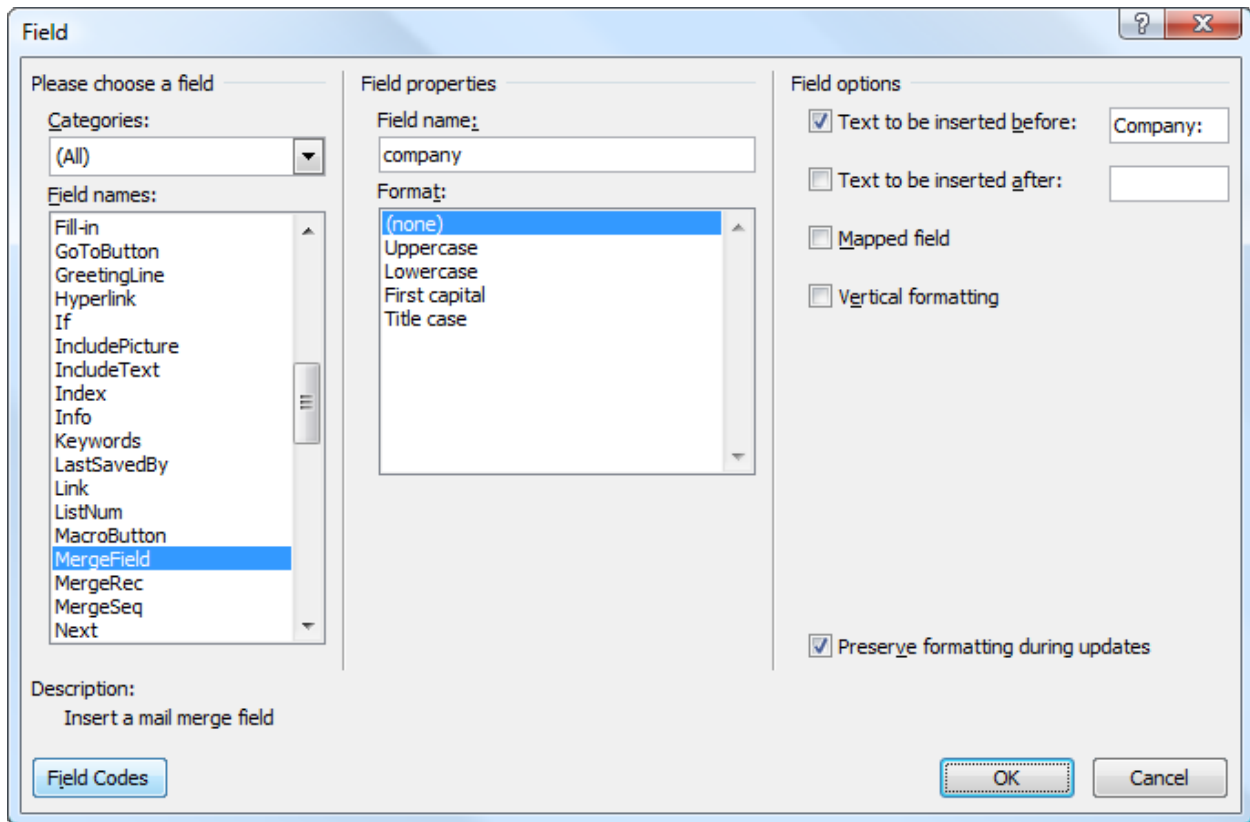 Field
Please choose a field
Categories:
(All)
Field names:
Fill-in
GoToButton
GreetingLine
Hyperlink
If
IncludePicture
IncludeText
Index
Info
Keywords
LastSavedBy
Link
ListNum
MacroButton
MergeField
MergeRec
MergeSeq
Next
Field properties
Field name:
company
Format:
(none)
Uppercase
Lowercase
First capital
Title case
Field options
Text to be inserted before: Company:
Text to be inserted after:
Mapped field
Vertical formatting
Preserve formatting during updates
Description:
Insert a mail merge field
Field Codes
OK
Cancel